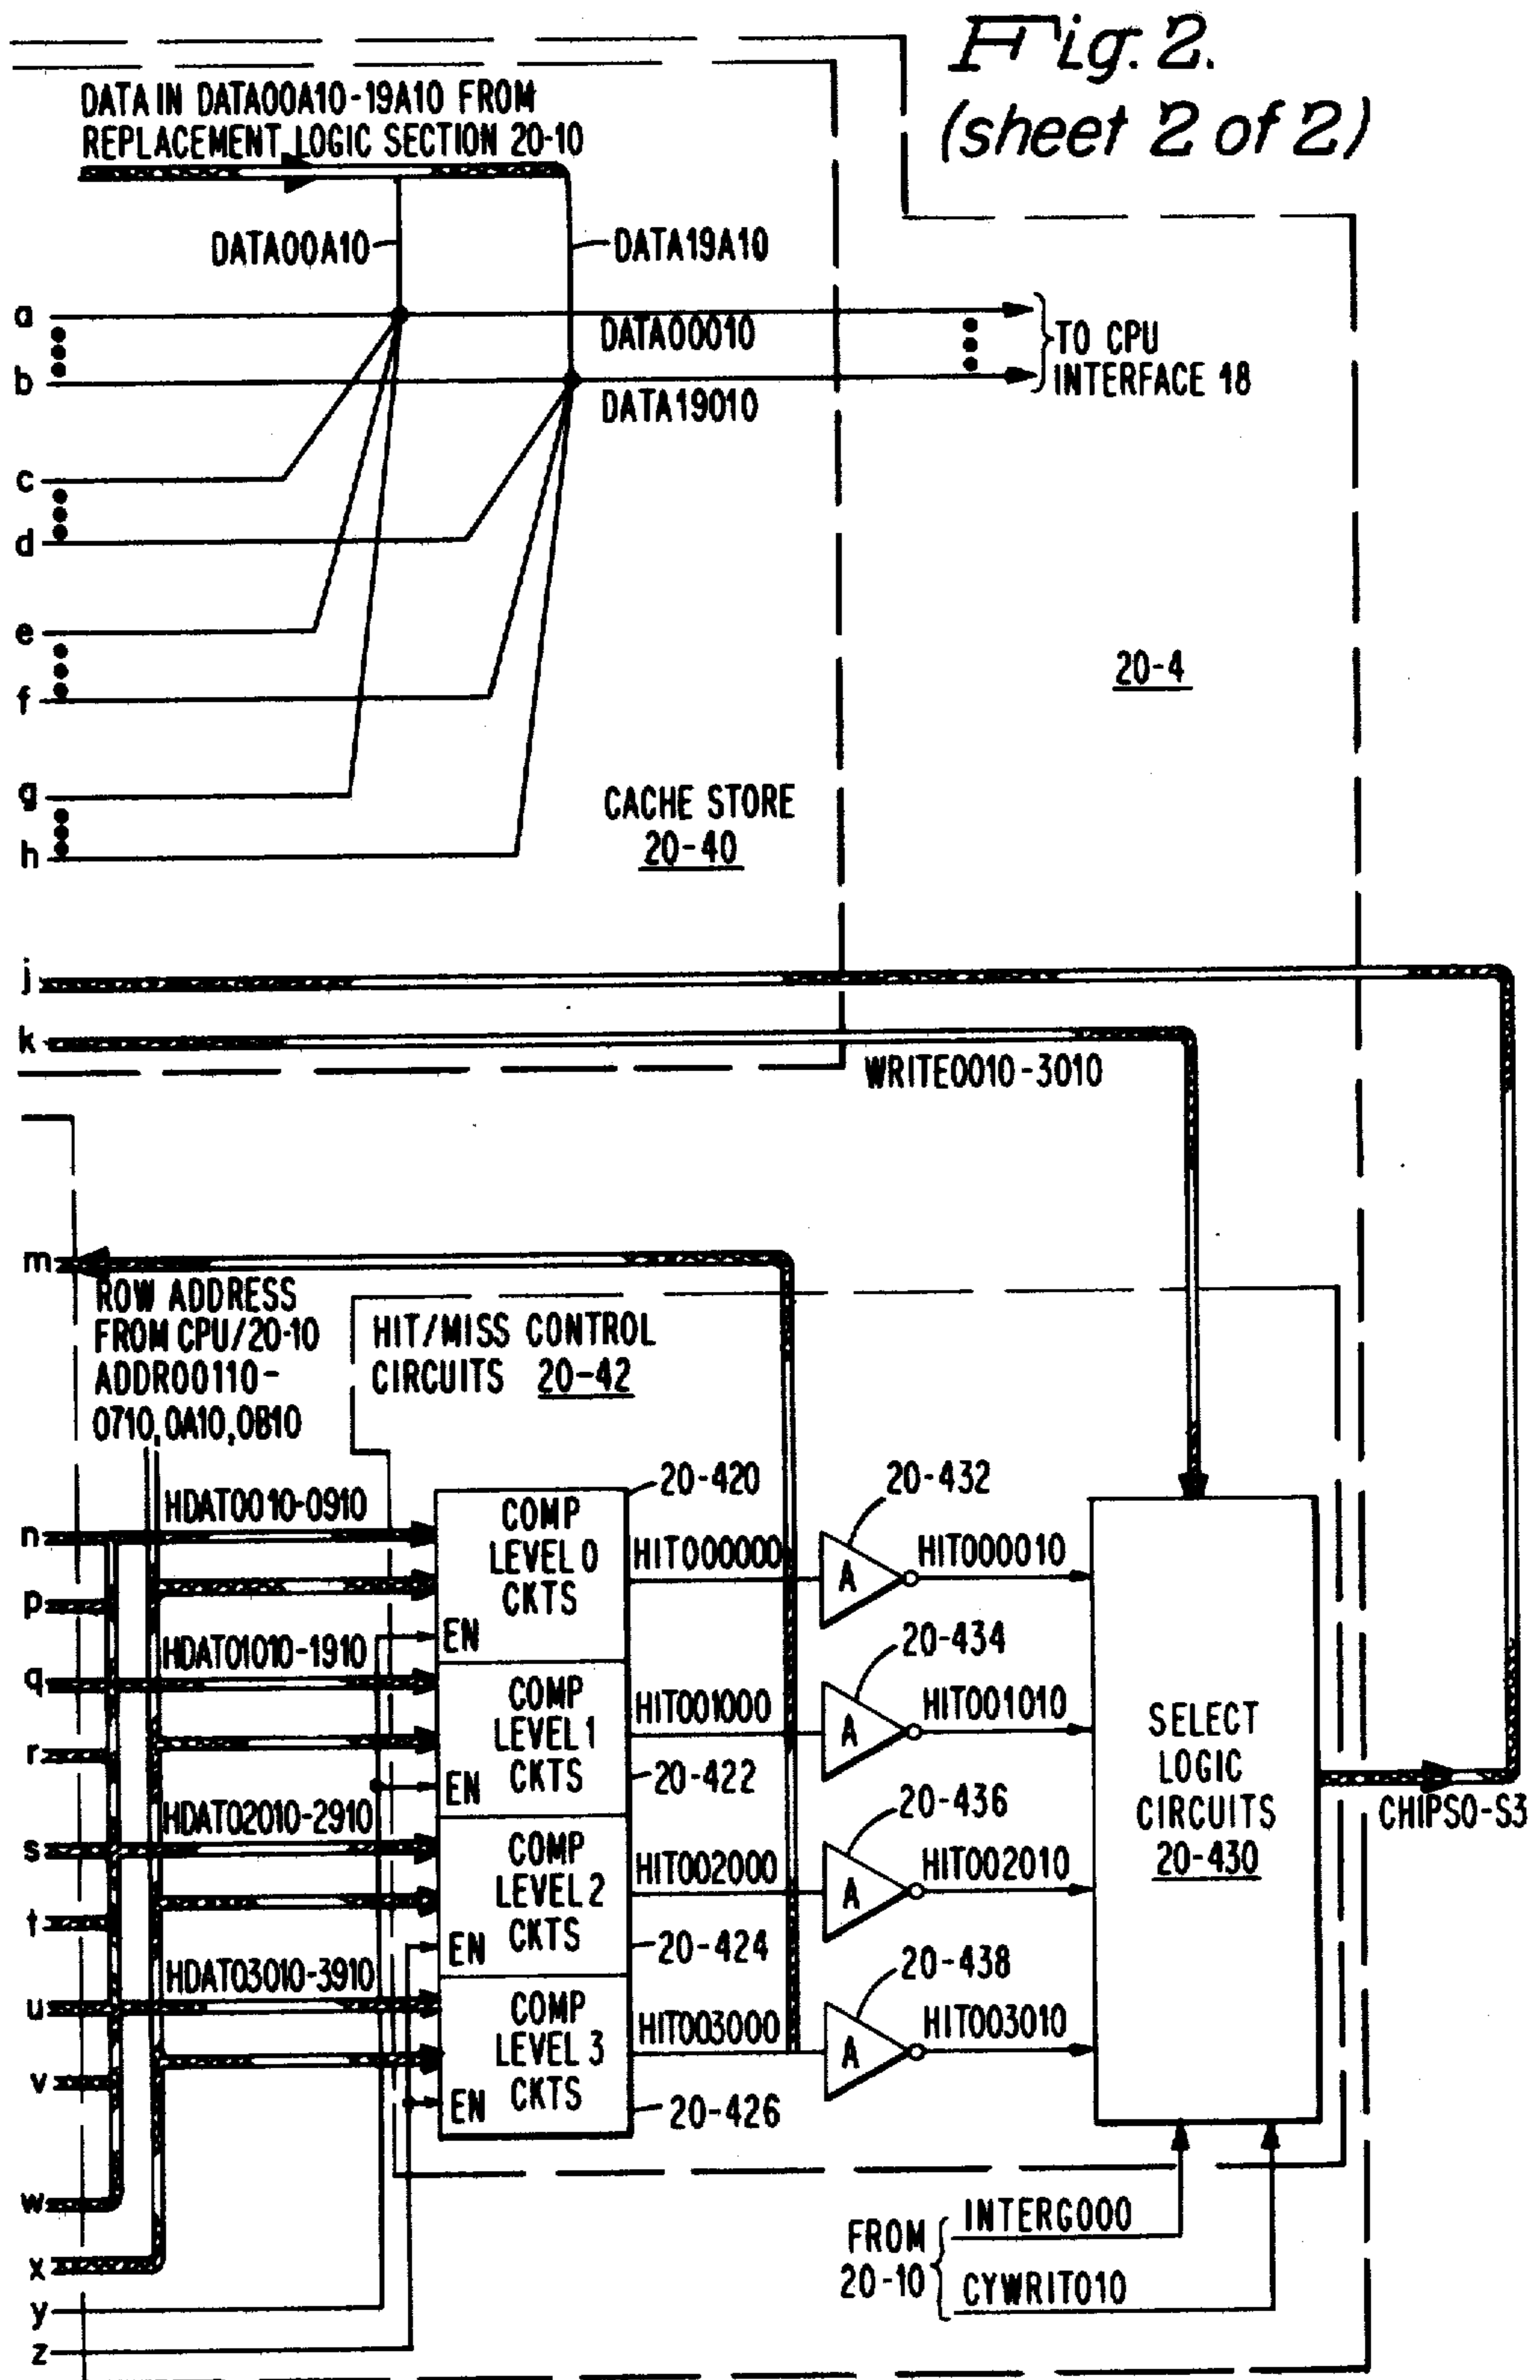 Fig. 2.
(sheet 2 of 2)
DATA IN DATA00A10-19A10 FROM
REPLACEMENT LOGIC SECTION 20-10
DATA00A10
DATA19A10
a
DATA00010
b
DATA19010
TO CPU
INTERFACE 18
c
d
e
f
20-4
g
h
CACHE STORE
20-40
j
k
WRITE0010-3010
m
ROW ADDRESS
FROM CPU/20-10
ADDR00110-
0710,0A10,0B10
HIT/MISS CONTROL
CIRCUITS 20-42
n
HDAT0010-0910
COMP
LEVEL 0
CKTS
EN
20-420
HIT000000
20-432
A
HIT000010
p
q
HDAT01010-1910
COMP
LEVEL 1
CKTS
EN
20-422
HIT001000
20-434
A
HIT001010
r
s
HDAT02010-2910
COMP
LEVEL 2
CKTS
EN
20-424
HIT002000
20-436
A
HIT002010
t
u
HDAT03010-3910
COMP
LEVEL 3
CKTS
EN
20-426
HIT003000
20-438
A
HIT003010
SELECT
LOGIC
CIRCUITS
20-430
CHIPS0-S3
v
w
x
y
z
FROM
20-10
INTERG000
CYWRIT010